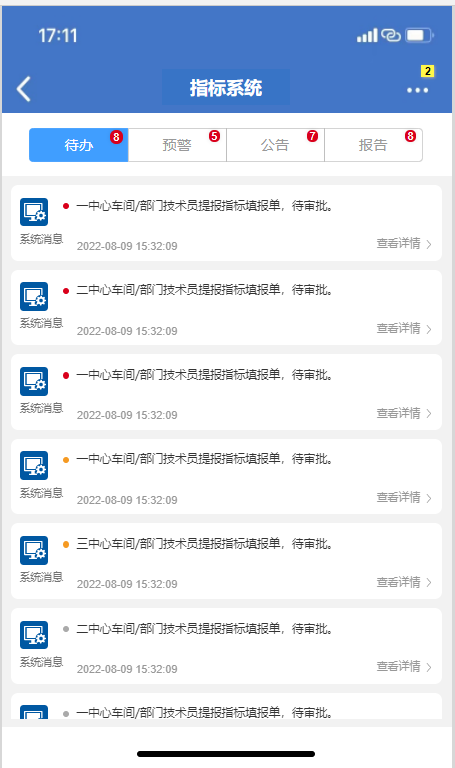 17:11
指标系统
2
待办 8 预警 5 公告 7 报告 8
一中心车间/部门技术员提报指标填报单，待审批。
系统消息
2022-08-09 15:32:09 查看详情
二中心车间/部门技术员提报指标填报单，待审批。
系统消息
2022-08-09 15:32:09 查看详情
一中心车间/部门技术员提报指标填报单，待审批。
系统消息
2022-08-09 15:32:09 查看详情
一中心车间/部门技术员提报指标填报单，待审批。
系统消息
2022-08-09 15:32:09 查看详情
三中心车间/部门技术员提报指标填报单，待审批。
系统消息
2022-08-09 15:32:09 查看详情
二中心车间/部门技术员提报指标填报单，待审批。
系统消息
2022-08-09 15:32:09 查看详情
一中心车间/部门技术员提报指标填报单，待审批。